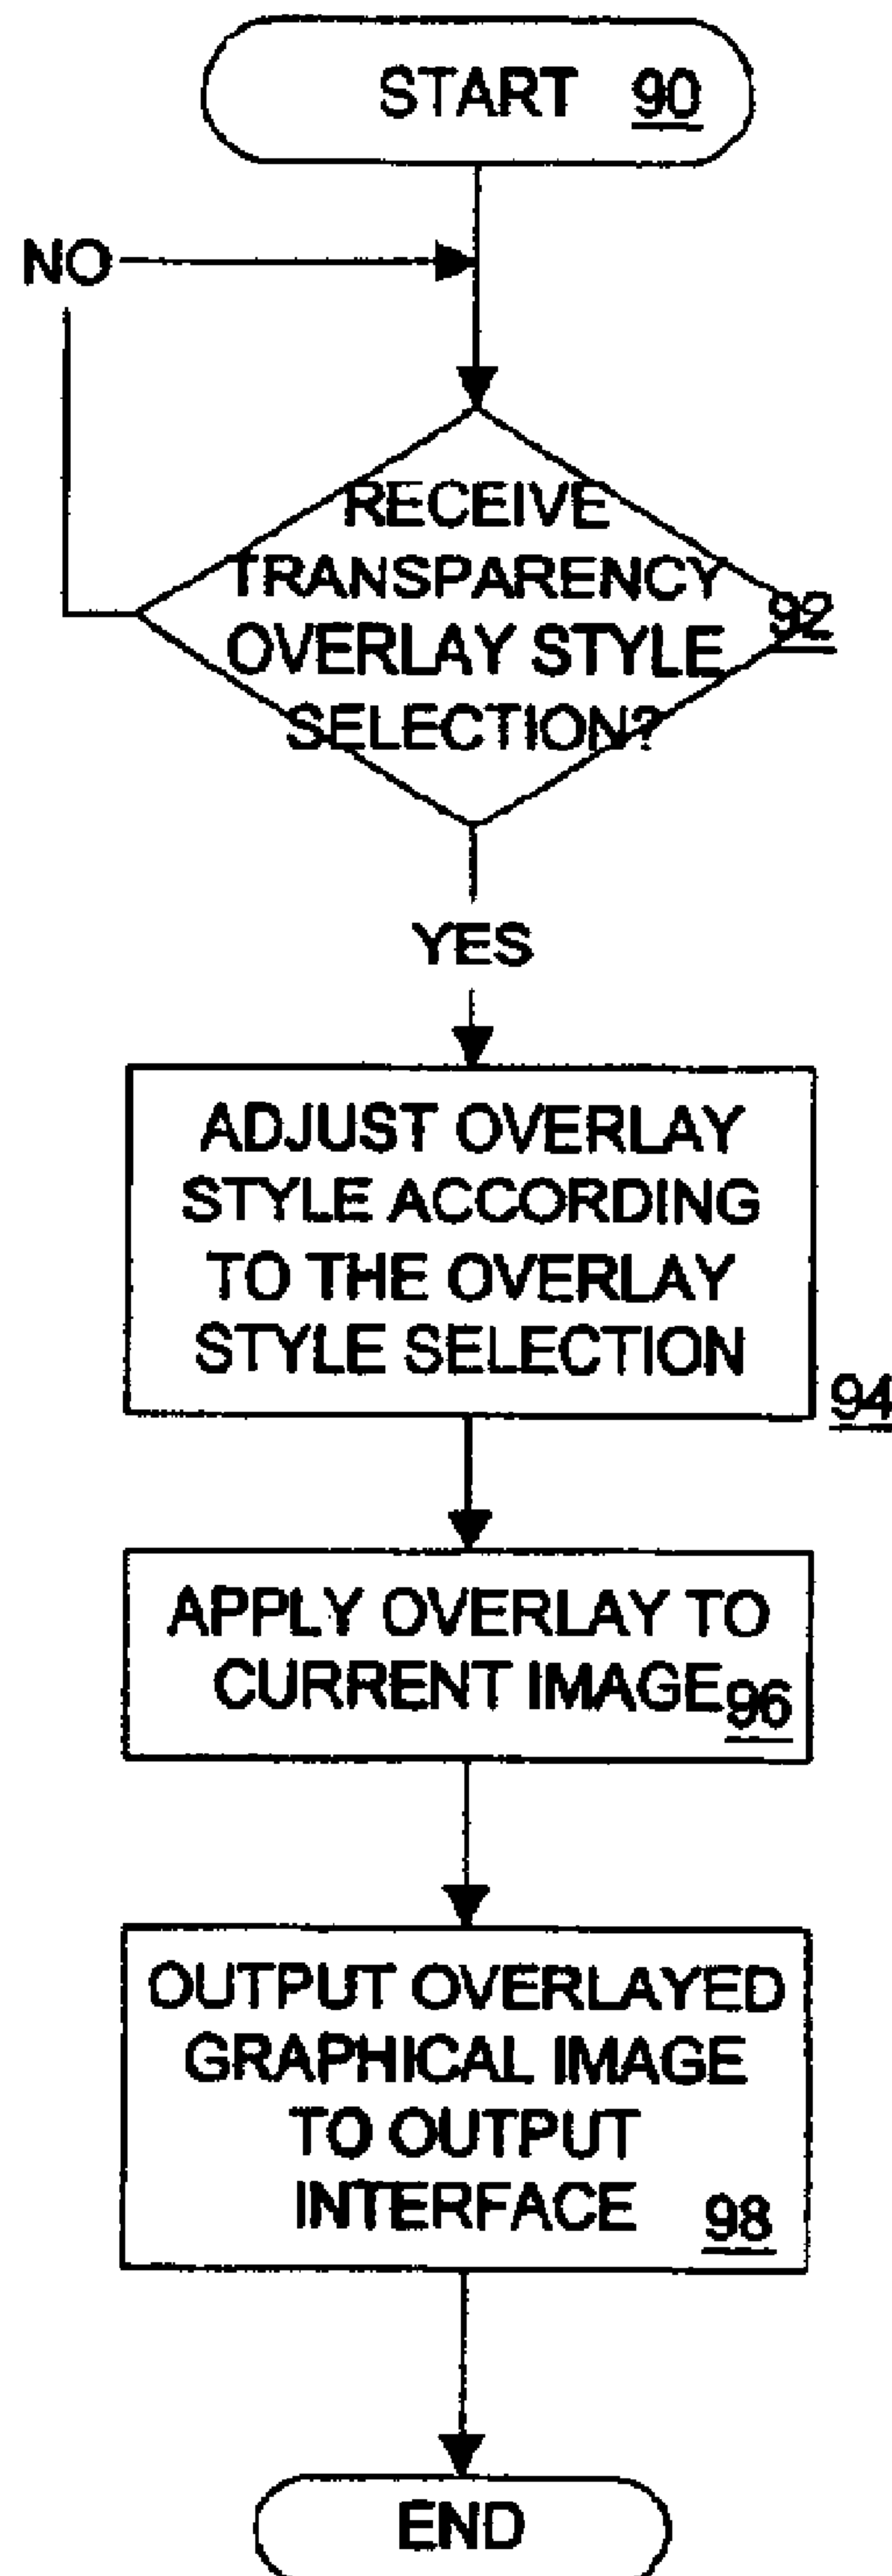 START 90
NO
RECEIVE
TRANSPARENCY
OVERLAY STYLE
SELECTION?
92
YES
ADJUST OVERLAY
STYLE ACCORDING
TO THE OVERLAY
STYLE SELECTION
94
APPLY OVERLAY TO
CURRENT IMAGE 96
OUTPUT OVERLAYED
GRAPHICAL IMAGE
TO OUTPUT
INTERFACE 98
END